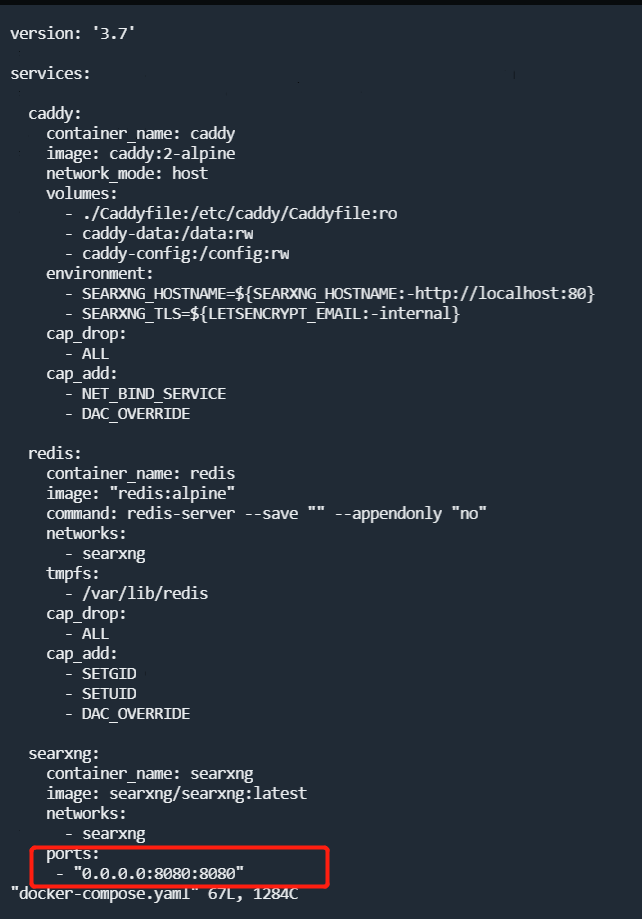 version: '3.7'
services:
  caddy:
    container_name: caddy
    image: caddy:2-alpine
    network_mode: host
    volumes:
      - ./Caddyfile:/etc/caddy/Caddyfile:ro
      - caddy-data:/data:rw
      - caddy-config:/config:rw
    environment:
      - SEARXNG_HOSTNAME=${SEARXNG_HOSTNAME:-http://localhost:80}
      - SEARXNG_TLS=${LETSENCRYPT_EMAIL:-internal}
    cap_drop:
      - ALL
    cap_add:
      - NET_BIND_SERVICE
      - DAC_OVERRIDE
  redis:
    container_name: redis
    image: "redis:alpine"
    command: redis-server --save "" --appendonly "no"
    networks:
      - searxng
    tmpfs:
      - /var/lib/redis
    cap_drop:
      - ALL
    cap_add:
      - SETGID
      - SETUID
      - DAC_OVERRIDE
  searxng:
    container_name: searxng
    image: searxng/searxng:latest
    networks:
      - searxng
    ports:
     - "0.0.0.0:8080:8080"
"docker-compose.yaml" 67L, 1284C